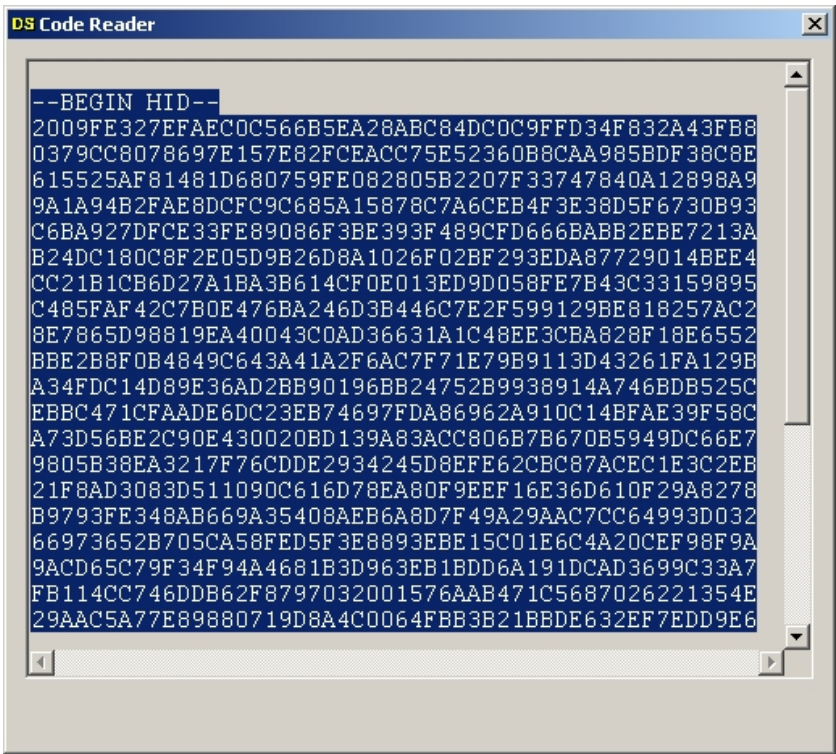 DS Code Reader
--BEGIN HID--
2009FE327EFAEC0C566B5EA28ABC84DC0C9FFD34F832A43FB8
0379CC8078697E157E82FCEACC75E52360B8CAA985BDF38C8E
615525AF81481D680759FE082805B2207F33747840A12898A9
9A1A94B2FAE8DCFC9C685A15878C7A6CEB4F3E38D5F6730B93
C6BA927DFCE33FE89086F3BE393F489CFD666BABB2EBE7213A
B24DC180C8F2E05D9B26D8A1026F02BF293EDA87729014BEE4
CC21B1CB6D27A1BA3B614CF0E013ED9D058FE7B43C33159895
C485FAF42C7B0E476BA246D3B446C7E2F599129BE818257AC2
8E7865D98819EA40043C0AD36631A1C48EE3CBA828F18E6552
BBE2B8F0B4849C643A41A2F6AC7F71E79B9113D43261FA129B
A34FDC14D89E36AD2BB90196BB24752B9938914A746BDB525C
EBBC471CFAADE6DC23EB74697FDA86962A910C14BFAE39F58C
A73D56BE2C90E430020BD139A83ACC806B7B670B5949DC66E7
9805B38EA3217F76CDDE2934245D8EFE62CBC87ACEC1E3C2EB
21F8AD3083D511090C616D78EA80F9EEF16E36D610F29A8278
B9793FE348AB669A35408AEB6A8D7F49A29AAC7CC64993D032
66973652B705CA58FED5F3E8893EBE15C01E6C4A20CEF98F9A
9ACD65C79F34F94A4681B3D963EB1BDD6A191DCAD3699C33A7
FB114CC746DDB62F8797032001576AAB471C5687026221354E
29AAC5A77E89880719D8A4C0064FBB3B21BBDE632EF7EDD9E6